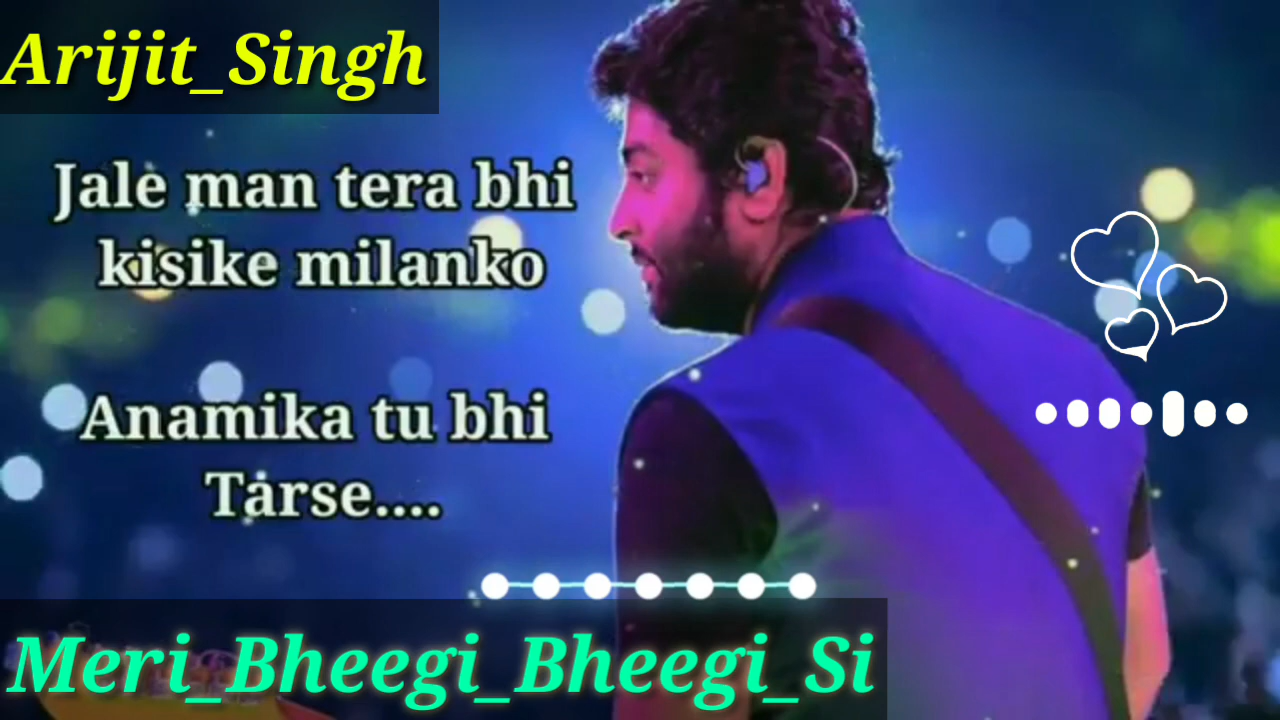 Arijit_Singh
Jale man tera bhi
kisike milanko
Anamika tu bhi
Tarse....
Meri_Bheegi_Bheegi_Si